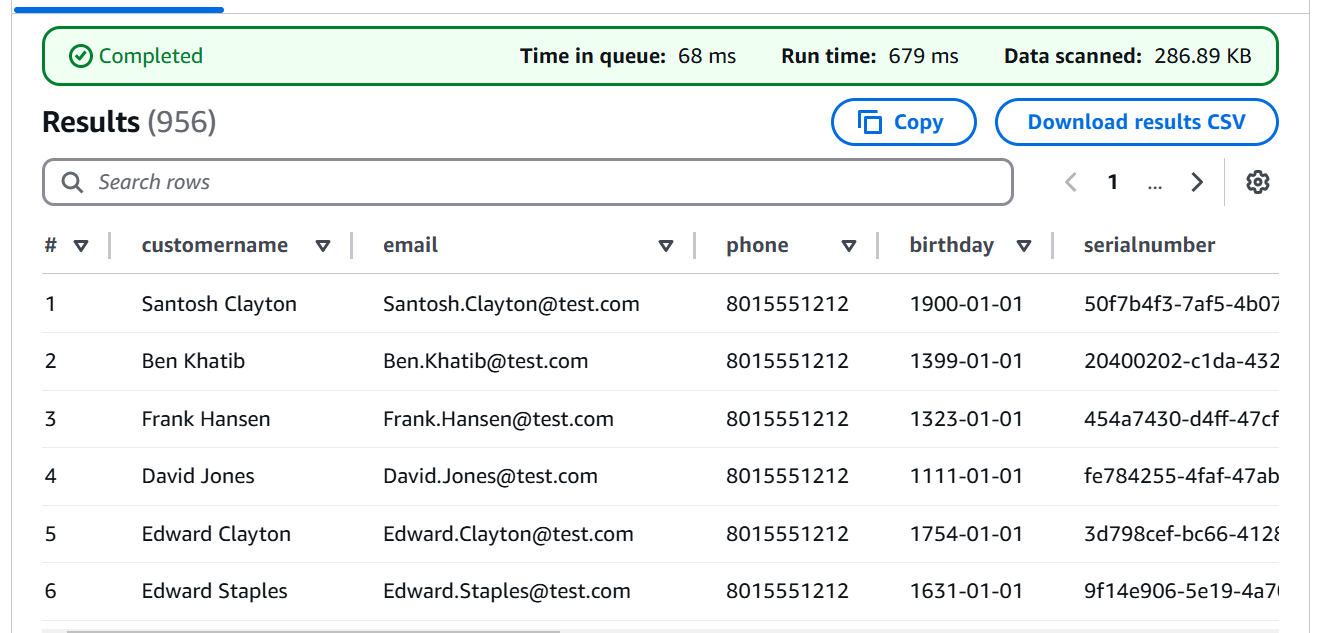 Completed Time in queue: 68 ms Run time: 679 ms Data scanned: 286.89 KB
Results (956) Copy Download results CSV
Search rows 1 ...
# customername email phone birthday serialnumber
1 Santosh Clayton Santosh.Clayton@test.com 8015551212 1900-01-01 50f7b4f3-7af5-4b07
2 Ben Khatib Ben.Khatib@test.com 8015551212 1399-01-01 20400202-c1da-432
3 Frank Hansen Frank.Hansen@test.com 8015551212 1323-01-01 454a7430-d4ff-47cf
4 David Jones David.Jones@test.com 8015551212 1111-01-01 fe784255-4faf-47ab
5 Edward Clayton Edward.Clayton@test.com 8015551212 1754-01-01 3d798cef-bc66-4128
6 Edward Staples Edward.Staples@test.com 8015551212 1631-01-01 9f14e906-5e19-4a70